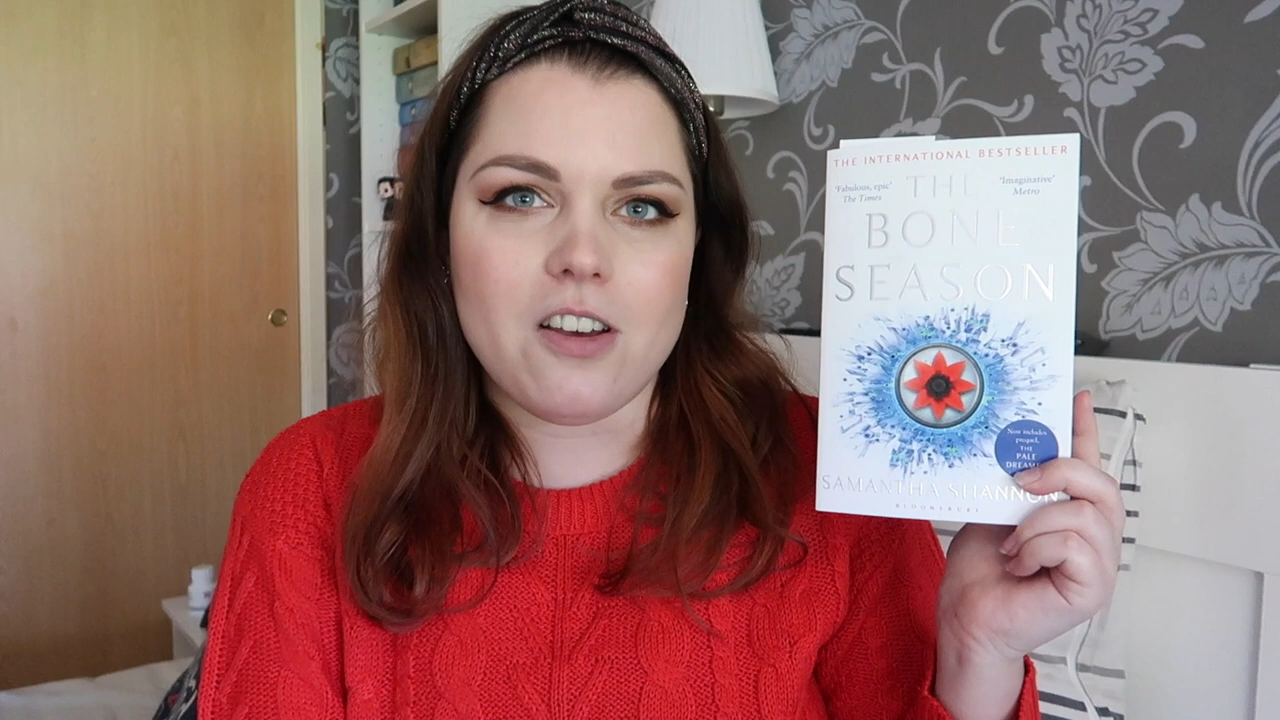 THE INTERNATIONAL BESTSELLER
'Fabulous, epic'
The Times
'Imaginative'
Metro
THE
BONE
SEASON
Now includes
prequel,
THE
PALE
SAMANTHA SHANNON
BLOOMSBURY